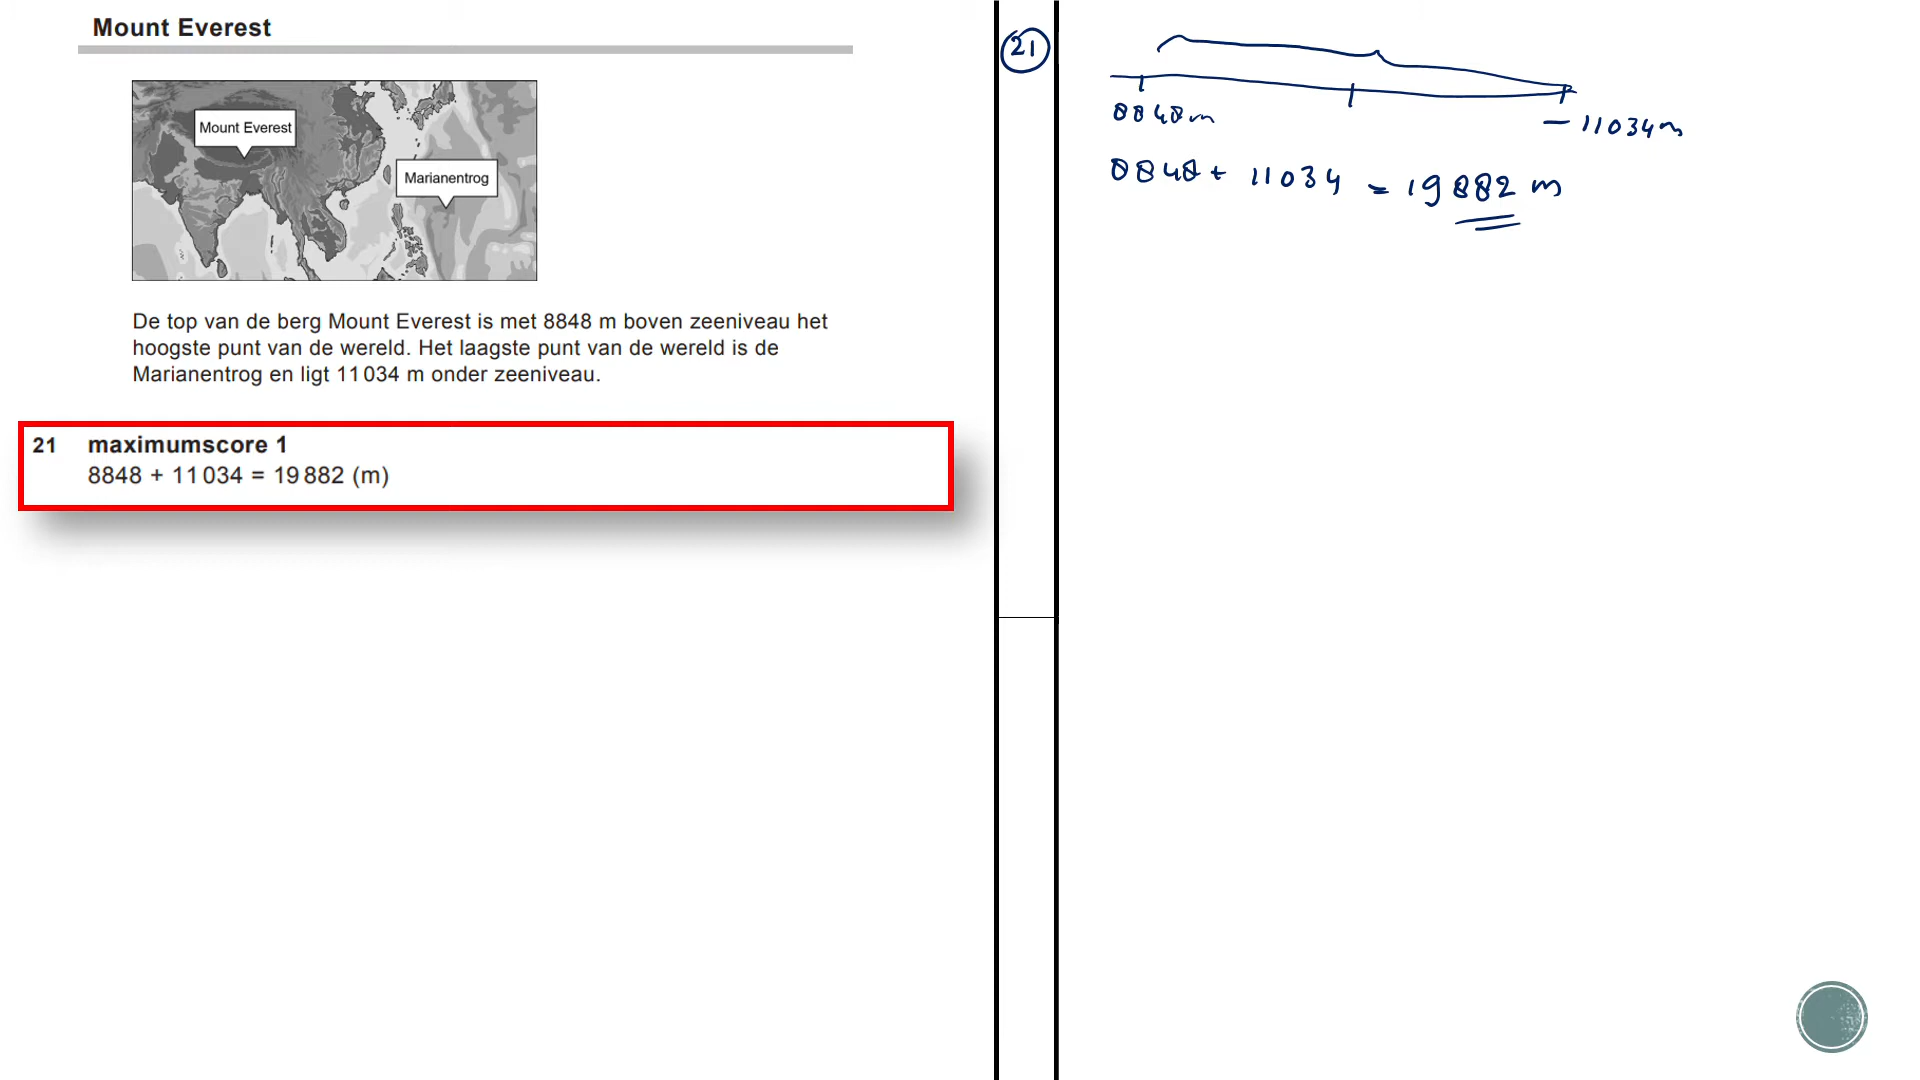 Mount Everest
Mount Everest
Marianentrog
De top van de berg Mount Everest is met 8848 m boven zeeniveau het
hoogste punt van de wereld. Het laagste punt van de wereld is de
Marianentrog en ligt 11 034 m onder zeeniveau.
21 maximumscore 1
8848 + 11 034 = 19 882 (m)
21
8848 m
- 11034 m
8848 + 11034 = 19882 m